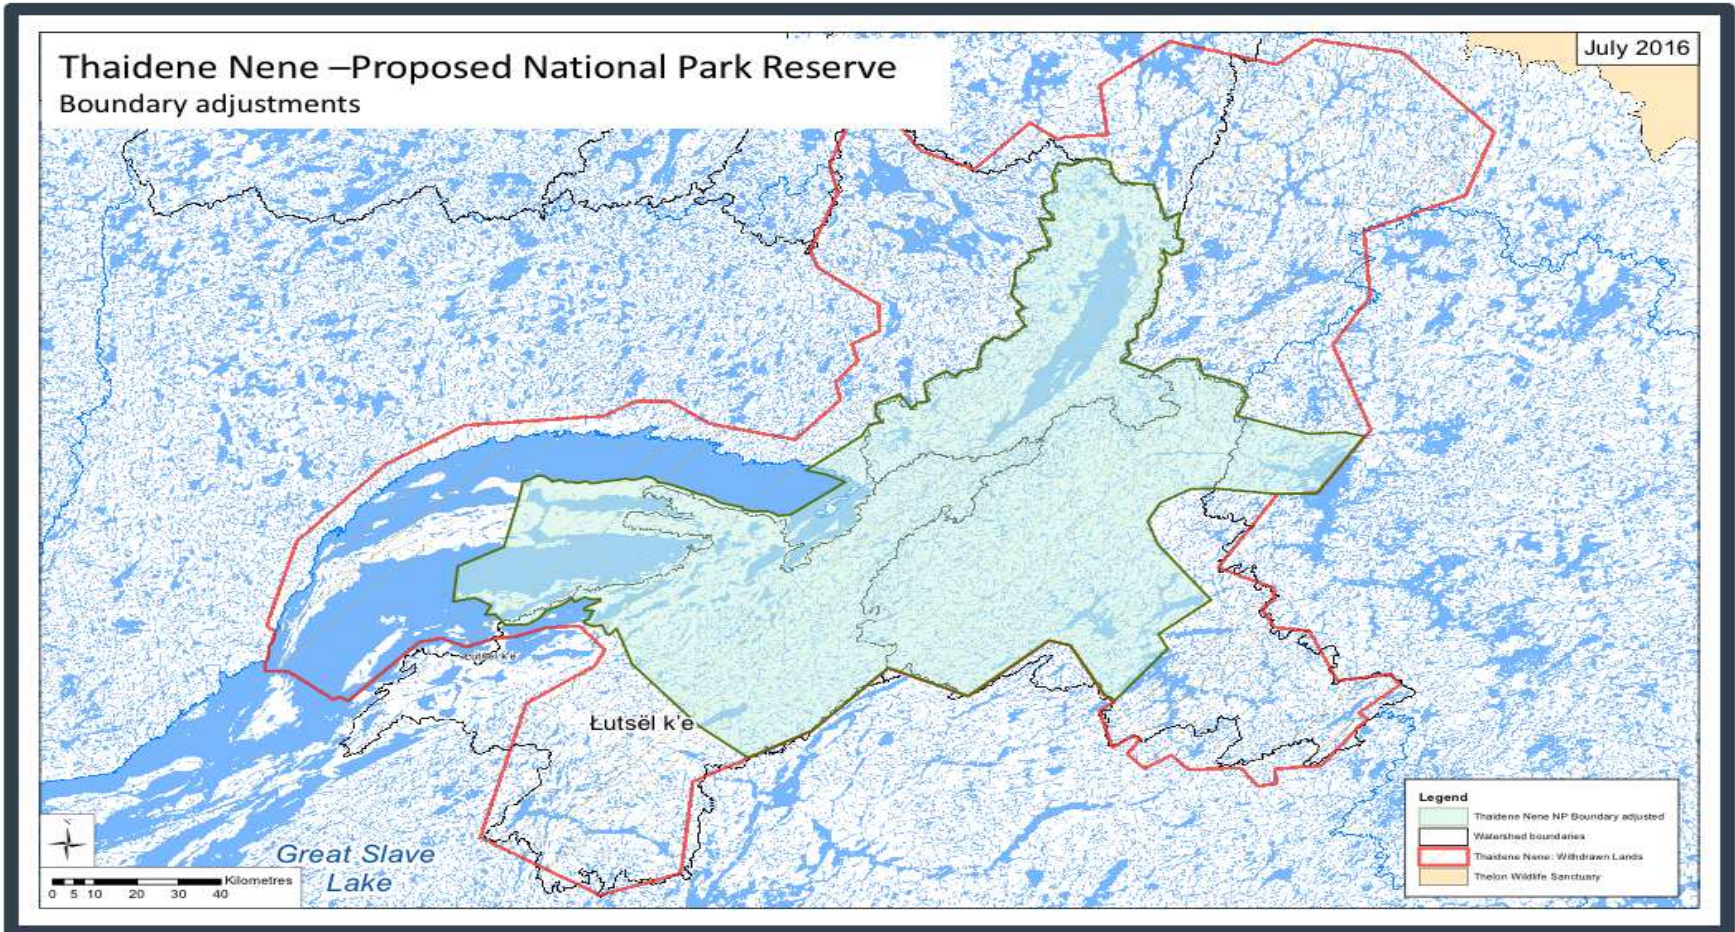 Thaidene Nene –Proposed National Park Reserve
Boundary adjustments
July 2016
Łutsël k'e
Łutsël k'e
Great Slave
Lake
Kilometres
0 5 10 20 30 40
Legend
Thaidene Nene NP Boundary adjusted
Watershed boundaries
Thaidene Nene: Withdrawn Lands
Thelon Wildlife Sanctuary